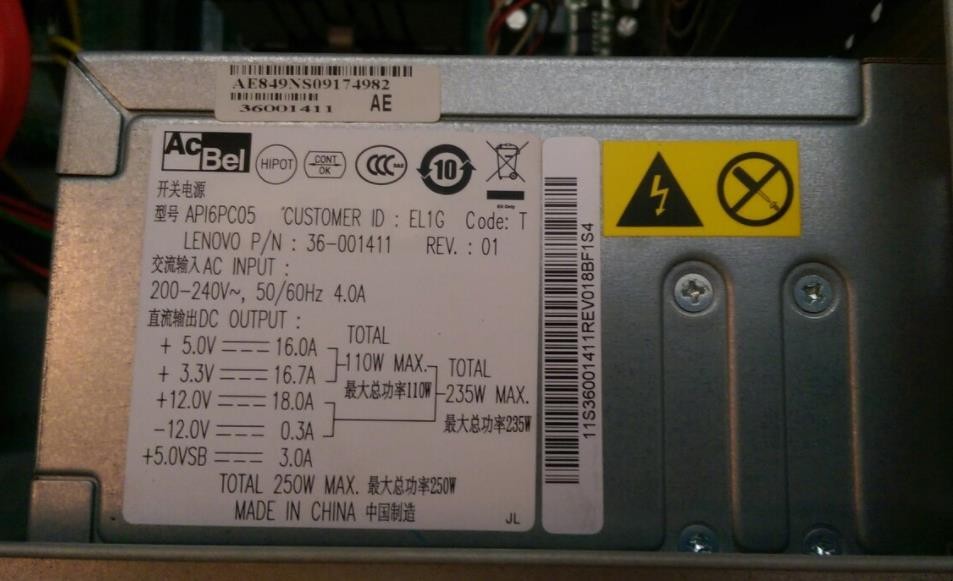 AE849NS09174982
36001411 AE
AcBel
HIPOT
CONT OK
CCC S&E
10
EU Only
开关电源
型号 API6PC05 CUSTOMER ID : EL1G Code: T
LENOVO P/N : 36-001411 REV. : 01
交流输入AC INPUT :
200-240V~, 50/60Hz 4.0A
直流输出DC OUTPUT :
+ 5.0V 16.0A
+ 3.3V 16.7A
+12.0V 18.0A
-12.0V 0.3A
+5.0VSB 3.0A
TOTAL
110W MAX.
最大总功率110W
TOTAL
235W MAX.
最大总功率235W
TOTAL 250W MAX. 最大总功率250W
MADE IN CHINA 中国制造
JL
11S36001411REV018BF1S4